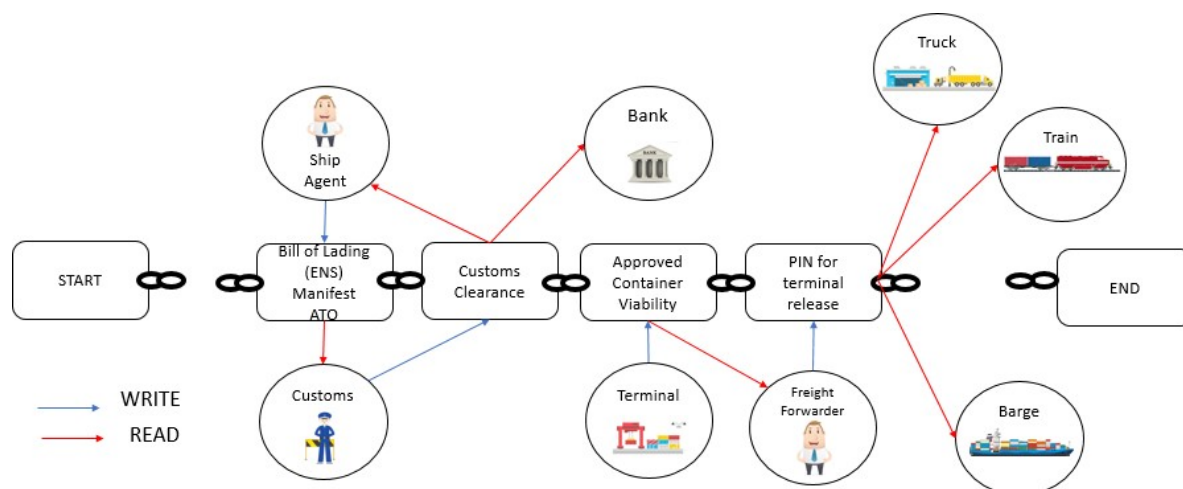 Truck
Train
Ship
Agent
Bank
BANK
START
Bill of Lading
(ENS)
Manifest
ATO
Customs
Clearance
Approved
Container
Viability
PIN for
terminal
release
END
WRITE
READ
Customs
Terminal
Freight
Forwarder
Barge